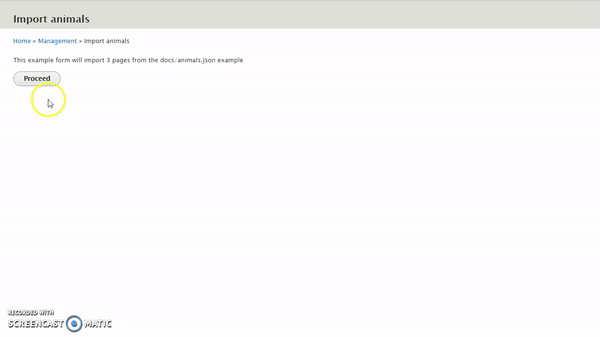 Import animals
Home » Management » Import animals
This example form will import 3 pages from the docs/animals.json example
Proceed
RECORDED WITH
SCREENCAST MATIC